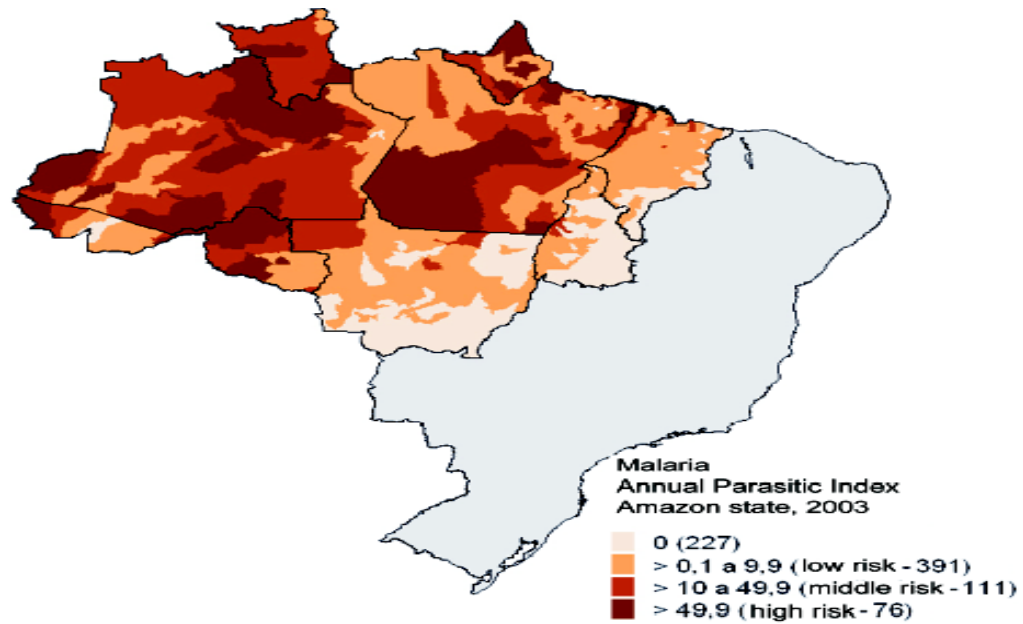 Malaria
Annual Parasitic Index
Amazon state, 2003
0 (227)
> 0,1 a 9,9 (low risk - 391)
> 10 a 49,9 (middle risk - 111)
> 49,9 (high risk - 76)